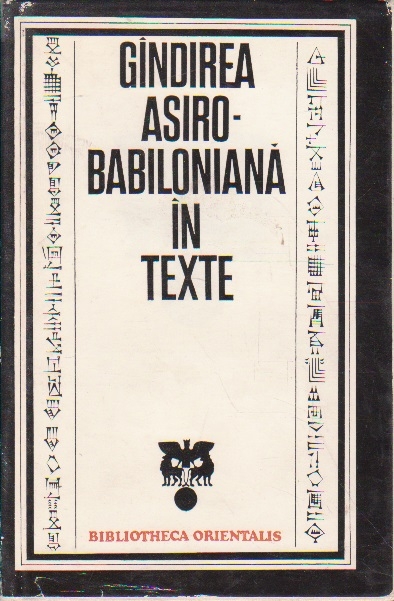 GÎNDIREA
ASIRO-
BABILONIANĂ
ÎN
TEXTE
BIBLIOTHECA ORIENTALIS